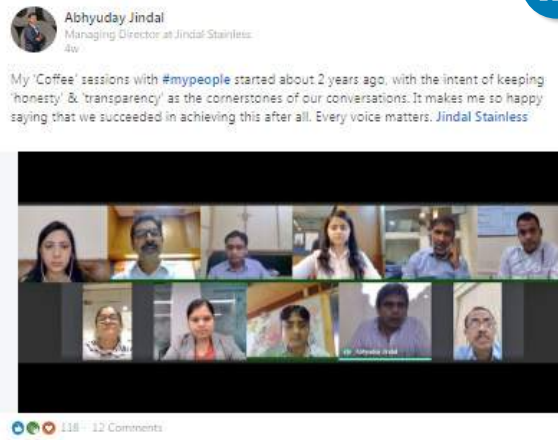 Abhyuday Jindal
Managing Director at Jindal Stainless
4w
My 'Coffee' sessions with #mypeople started about 2 years ago, with the intent of keeping
'honesty' & 'transparency' as the cornerstones of our conversations. It makes me so happy
saying that we succeeded in achieving this after all. Every voice matters. Jindal Stainless
Abhyuday Jindal
118 · 12 Comments